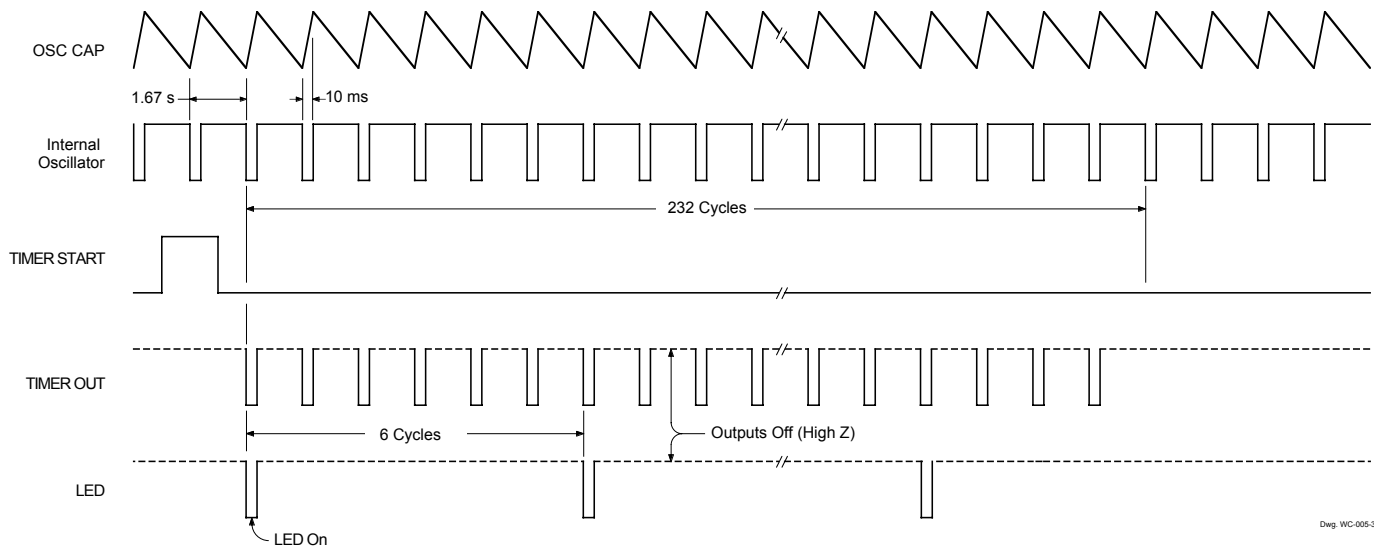 OSC CAP
1.67 s
10 ms
Internal
Oscillator
232 Cycles
TIMER START
TIMER OUT
6 Cycles
Outputs Off (High Z)
LED
LED On
Dwg. WC-005-3